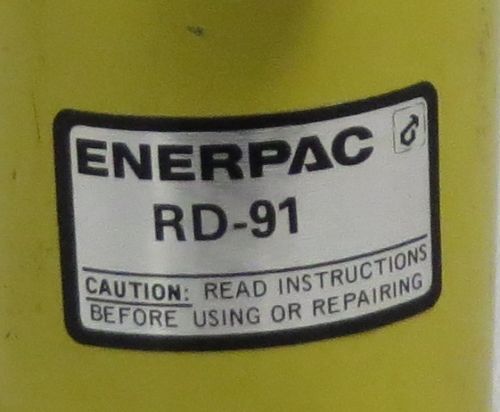 ENERPAC
RD-91
CAUTION: READ INSTRUCTIONS
BEFORE USING OR REPAIRING